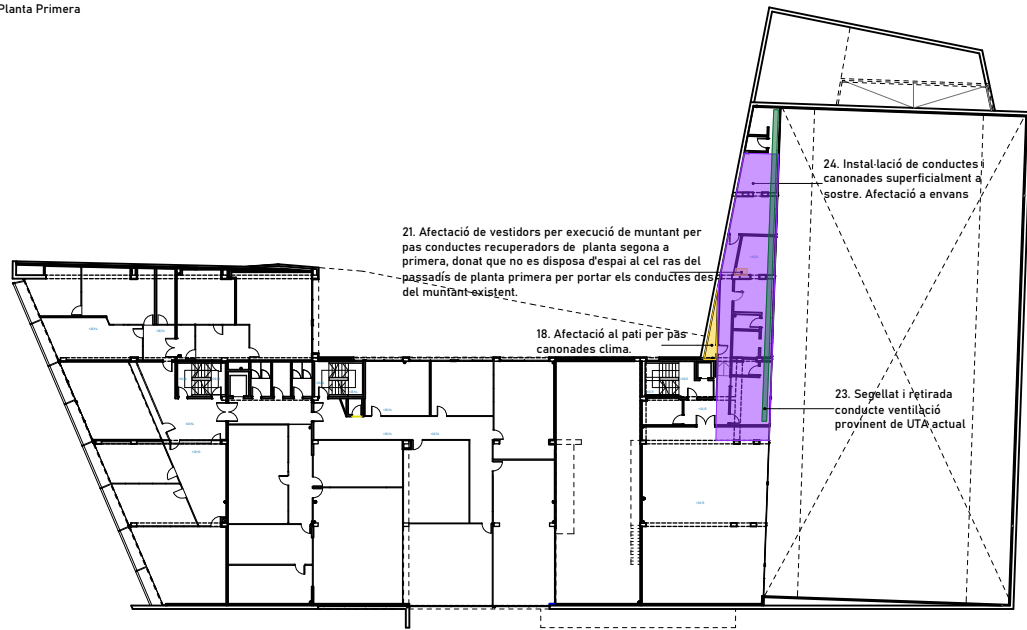 Planta Primera
24. Instal·lació de conductes i
canonades superficialment a
sostre. Afectació a envans
21. Afectació de vestidors per execució de muntant per
pas conductes recuperadors de planta segona a
primera, donat que no es disposa d'espai al cel ras del
passadís de planta primera per portar els conductes des
del muntant existent.
18. Afectació al pati per pas
canonades clima.
23. Segellat i retirada
conducte ventilació
provinent de UTA actual